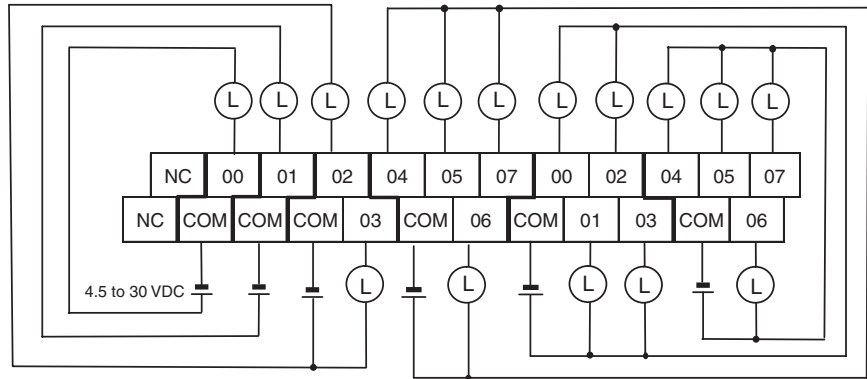 L L L L L L L L L L L
NC 00 01 02 04 05 07 00 02 04 05 07
NC COM COM COM 03 COM 06 COM 01 03 COM 06
4.5 to 30 VDC L L L L L